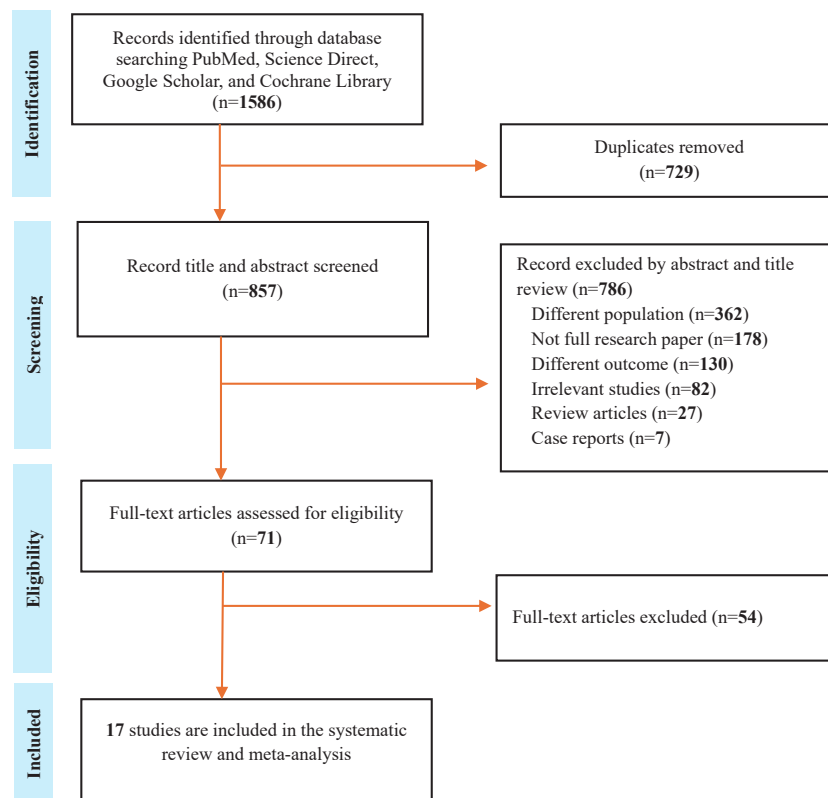 Identification
Records identified through database
searching PubMed, Science Direct,
Google Scholar, and Cochrane Library
(n=1586)
Duplicates removed
(n=729)
Screening
Record title and abstract screened
(n=857)
Record excluded by abstract and title
review (n=786)
Different population (n=362)
Not full research paper (n=178)
Different outcome (n=130)
Irrelevant studies (n=82)
Review articles (n=27)
Case reports (n=7)
Eligibility
Full-text articles assessed for eligibility
(n=71)
Full-text articles excluded (n=54)
Included
17 studies are included in the systematic
review and meta-analysis